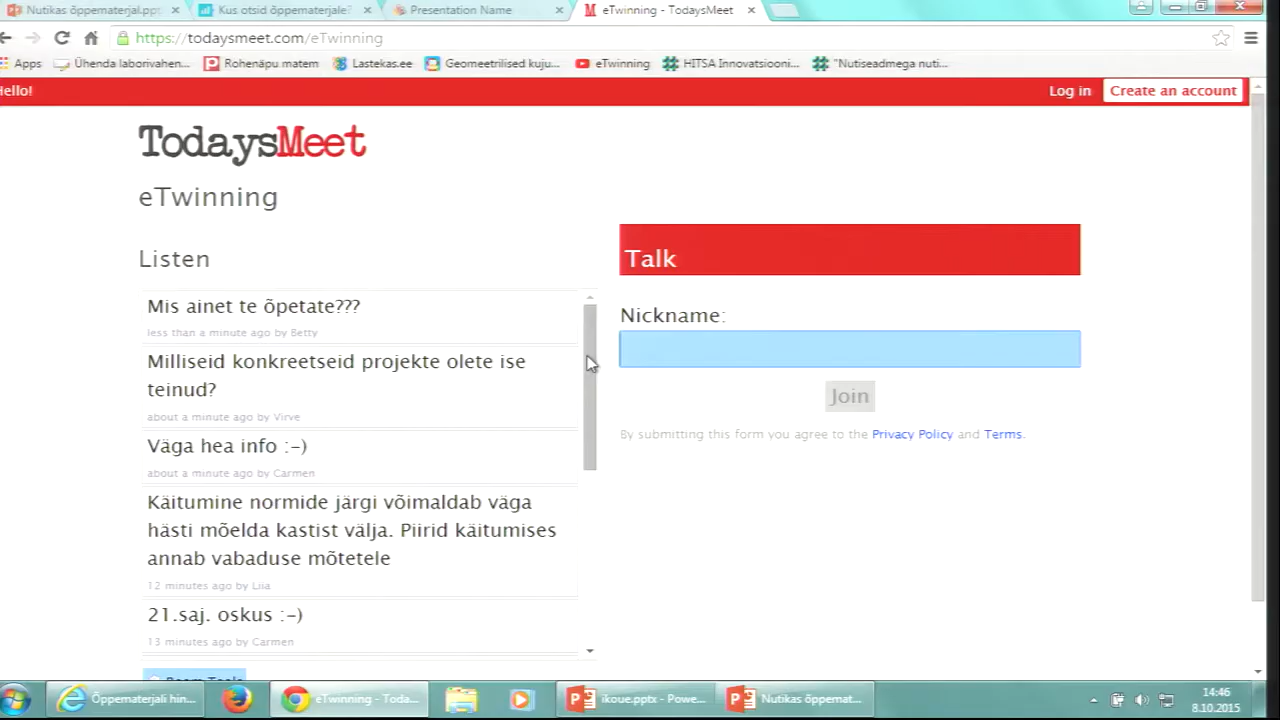 Nutikas õppematerjal.ppt
Kus otsid õppematerjale?
Presentation Name
eTwinning - TodaysMeet
https://todaysmeet.com/eTwinning
Apps
Ühenda laborivahen...
Rohenäpu matem
Lastekas.ee
Geomeetrilised kuju...
eTwinning
HITSA Innovatsiooni...
"Nutiseadmega nuti...
Hello!
Log in
Create an account
TodaysMeet
eTwinning
Listen
Mis ainet te õpetate???
less than a minute ago by Betty
Milliseid konkreetseid projekte olete ise
teinud?
about a minute ago by Virve
Väga hea info :-)
about a minute ago by Carmen
Käitumine normide järgi võimaldab väga
hästi mõelda kastist välja. Piirid käitumises
annab vabaduse mõtetele
12 minutes ago by Liia
21.saj. oskus :-)
13 minutes ago by Carmen
Room Tools
Talk
Nickname:
Join
By submitting this form you agree to the Privacy Policy and Terms.
Õppematerjali hin...
eTwinning - Toda...
ikoue.pptx - Powe...
Nutikas õppemat...
14:46
8.10.2015